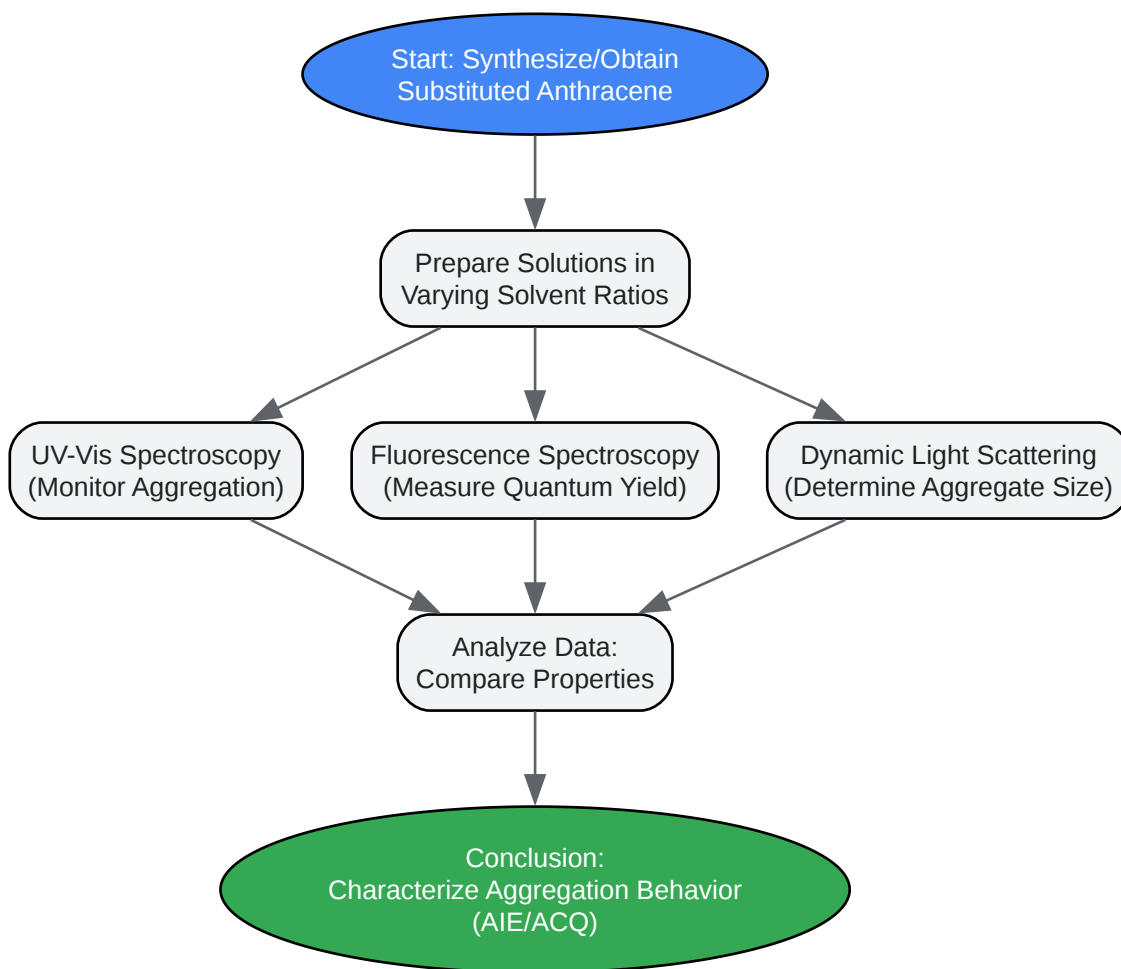 Start: Synthesize/Obtain
Substituted Anthracene
Prepare Solutions in
Varying Solvent Ratios
UV-Vis Spectroscopy
(Monitor Aggregation)
Fluorescence Spectroscopy
(Measure Quantum Yield)
Dynamic Light Scattering
(Determine Aggregate Size)
Analyze Data:
Compare Properties
Conclusion:
Characterize Aggregation Behavior
(AIE/ACQ)